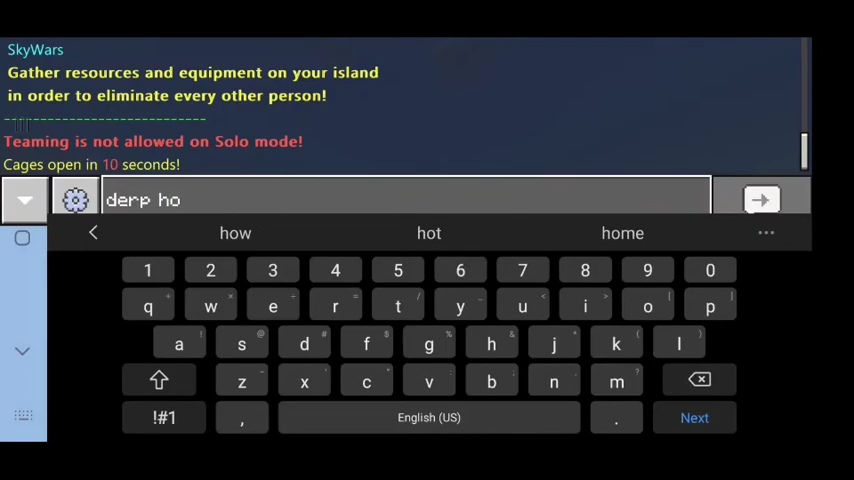 SkyWars
Gather resources and equipment on your island
in order to eliminate every other person!
-----------------------------
Teaming is not allowed on Solo mode!
Cages open in 10 seconds!
derp ho
how hot home ...
1 2 3 4 5 6 7 8 9 0
q + w × e ÷ r = t / y _ u < i > o [ p ]
a ! s @ d # f $ g % h & j * k ( l )
z - x ' c " v : b ; n , m ?
!#1 , English (US) . Next